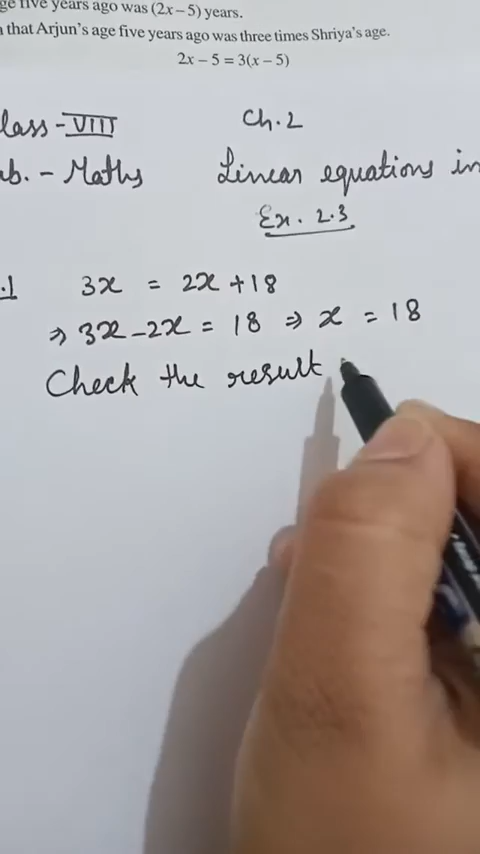 ge five years ago was (2x – 5) years.
that Arjun's age five years ago was three times Shriya's age.
2x – 5 = 3(x – 5)
lass - VIII Ch. 2
ub. - Maths Linear equations in
Ex. 2.3
.1 3x = 2x + 18
⇒ 3x - 2x = 18 ⇒ x = 18
Check the result